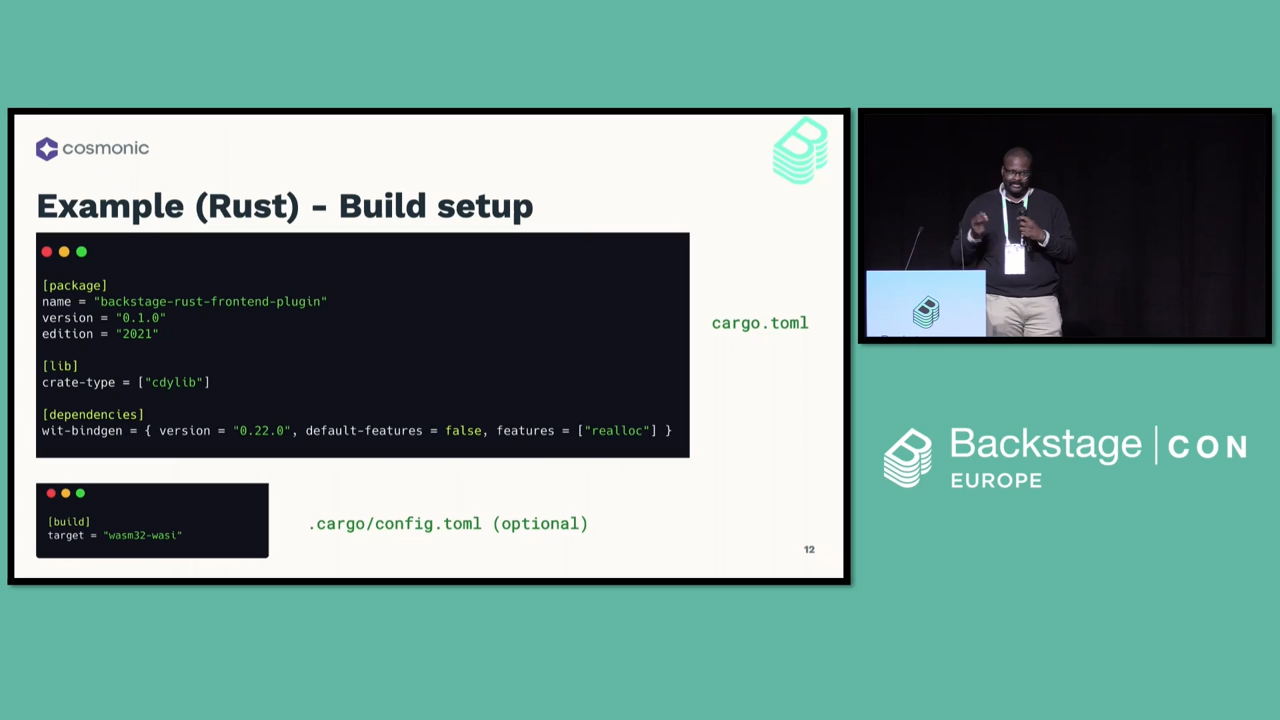 cosmonic
Example (Rust) - Build setup
[package]
name = "backstage-rust-frontend-plugin"
version = "0.1.0"
edition = "2021"
[lib]
crate-type = ["cdylib"]
[dependencies]
wit-bindgen = { version = "0.22.0", default-features = false, features = ["realloc"] }
cargo.toml
[build]
target = "wasm32-wasi"
.cargo/config.toml (optional)
12
Backstage | CON
EUROPE